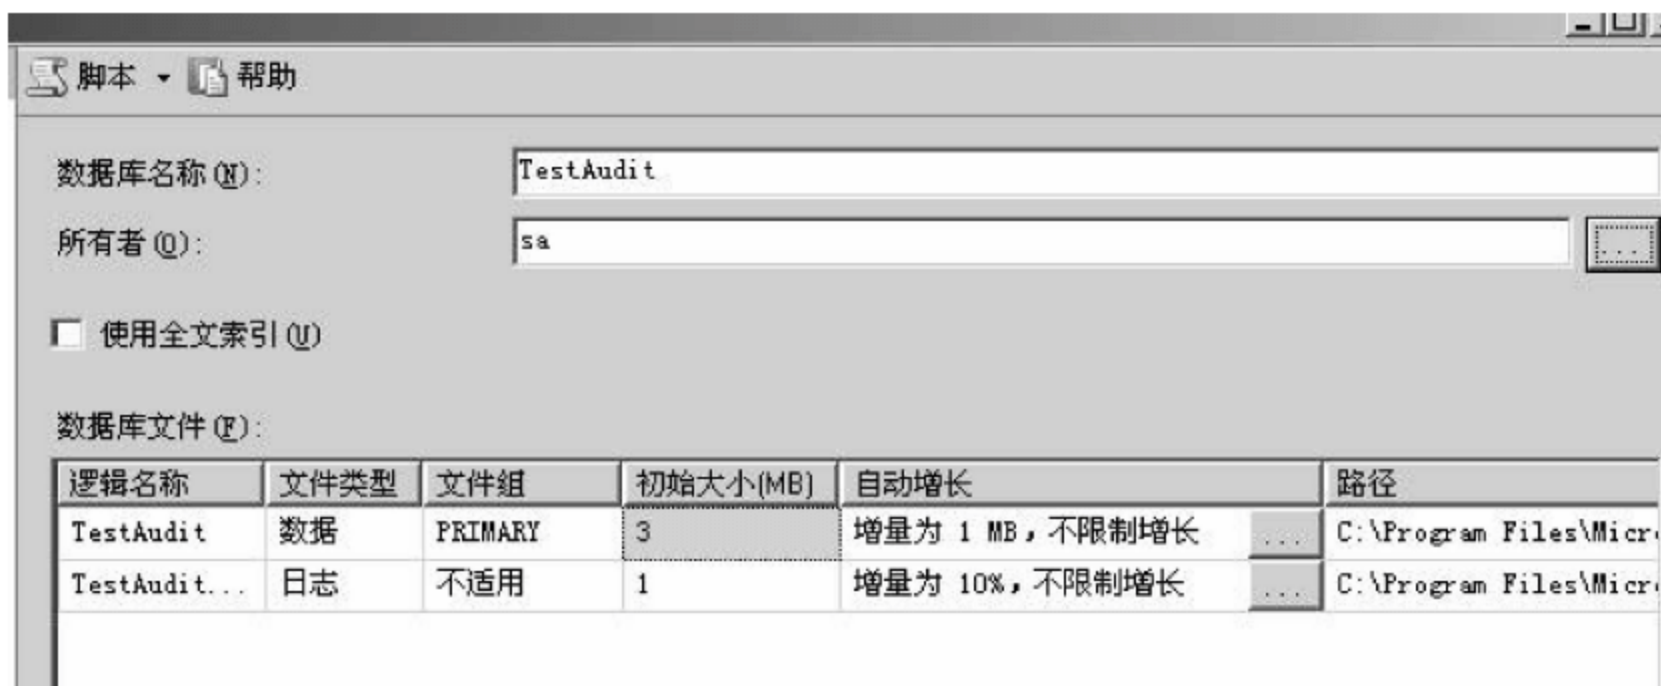 脚本 帮助
数据库名称(N): TestAudit
所有者(O): sa ...
使用全文索引(U)
数据库文件(F):
逻辑名称 文件类型 文件组 初始大小(MB) 自动增长 路径
TestAudit 数据 PRIMARY 3 增量为 1 MB，不限制增长 ... C:\Program Files\Micr
TestAudit... 日志 不适用 1 增量为 10%，不限制增长 ... C:\Program Files\Micr